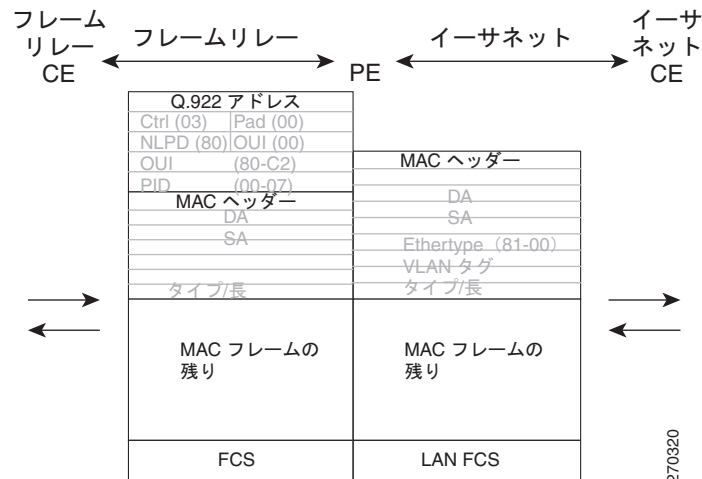 フレーム
リレー
CE
フレームリレー
PE
イーサネット
イーサ
ネット
CE
Q.922 アドレス
Ctrl (03) Pad (00)
NLPD (80) OUI (00)
OUI (80-C2)
PID (00-07)
MAC ヘッダー
DA
SA
タイプ/長
MAC フレームの
残り
FCS
MAC ヘッダー
DA
SA
Ethertype（81-00）
VLAN タグ
タイプ/長
MAC フレームの
残り
LAN FCS
270320